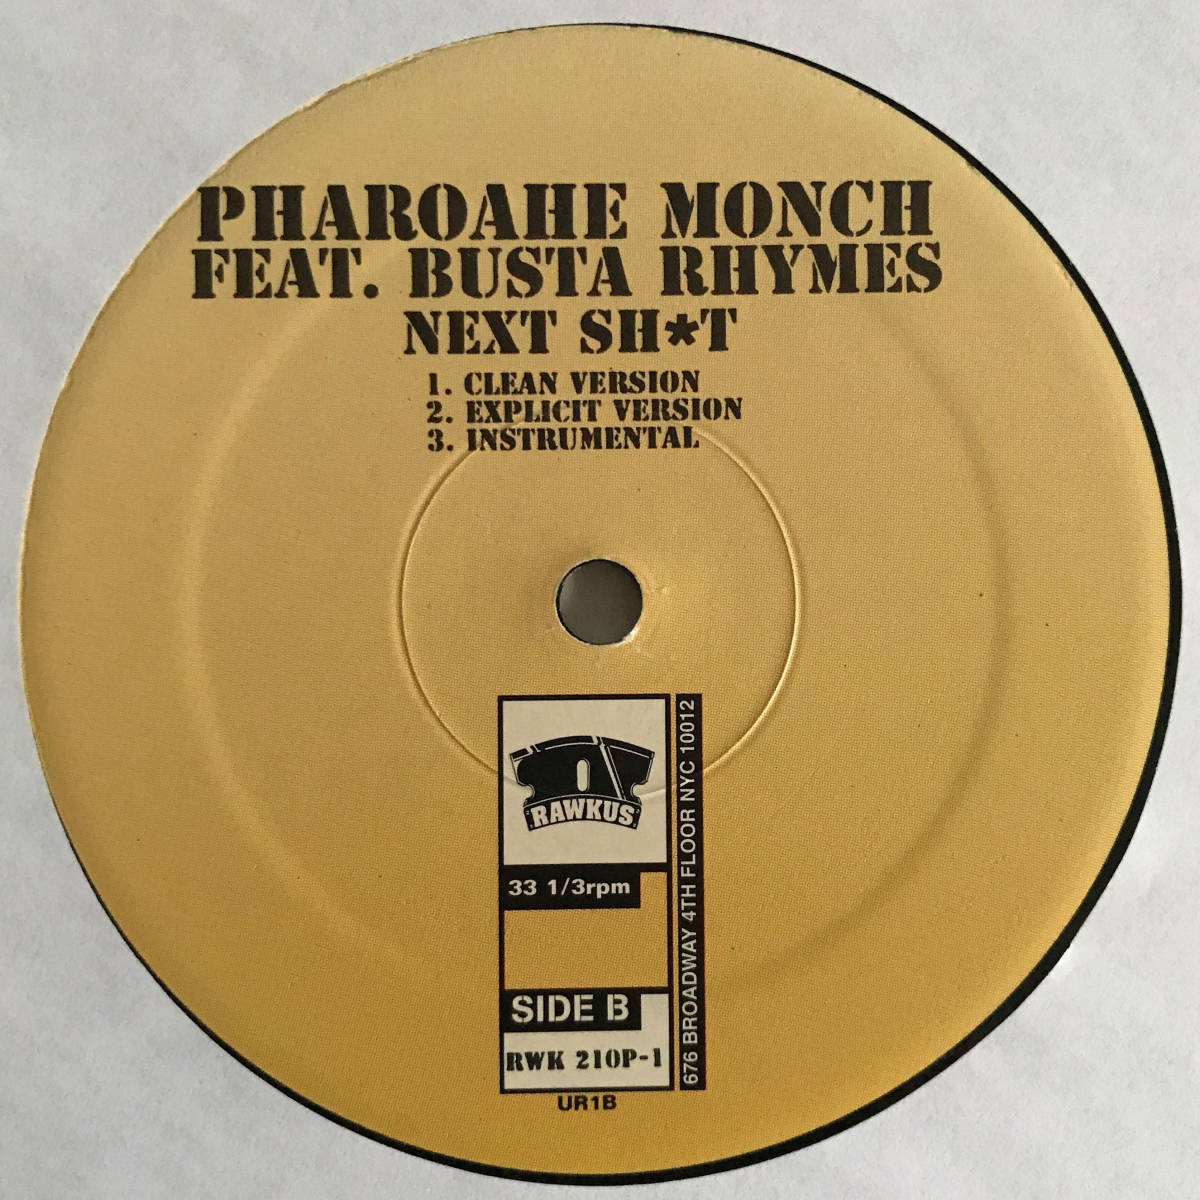 PHAROAHE MONCH
FEAT. BUSTA RHYMES
NEXT SH*T
1. CLEAN VERSION
2. EXPLICIT VERSION
3. INSTRUMENTAL
RAWKUS
33 1/3rpm
SIDE B
RWK 210P-1
UR1B
676 BROADWAY 4TH FLOOR NYC 10012